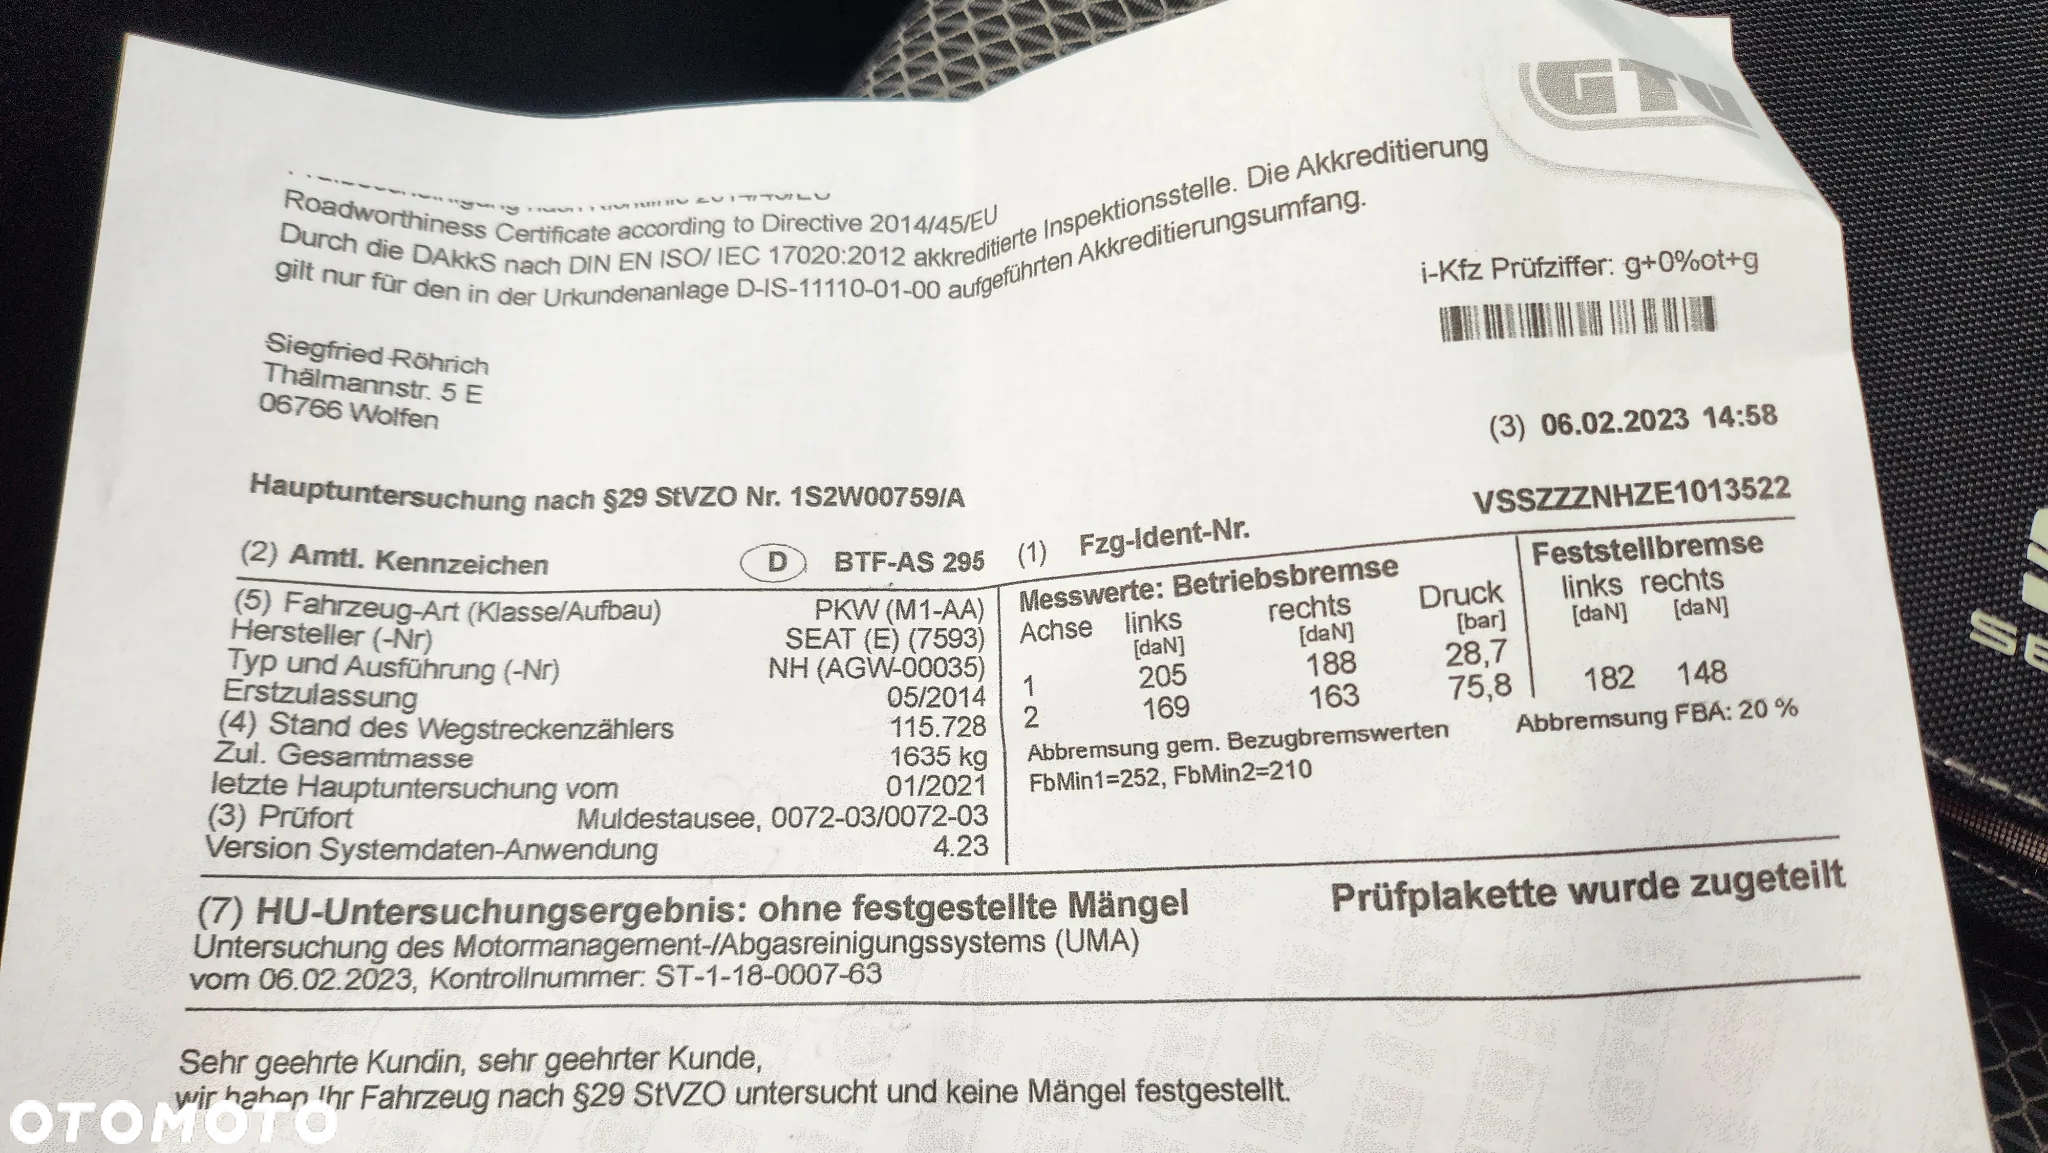 GTÜ
Roadworthiness Certificate according to Directive 2014/45/EU
Durch die DAkkS nach DIN EN ISO/ IEC 17020:2012 akkreditierte Inspektionsstelle. Die Akkreditierung
gilt nur für den in der Urkundenanlage D-IS-11110-01-00 aufgeführten Akkreditierungsumfang.
i-Kfz Prüfziffer: g+0%ot+g
Siegfried Röhrich
Thälmannstr. 5 E
06766 Wolfen
(3) 06.02.2023 14:58
Hauptuntersuchung nach §29 StVZO Nr. 1S2W00759/A
(2) Amtl. Kennzeichen D BTF-AS 295 (1) Fzg-Ident-Nr. VSSZZZNHZE1013522
(5) Fahrzeug-Art (Klasse/Aufbau) PKW (M1-AA)
Hersteller (-Nr) SEAT (E) (7593)
Typ und Ausführung (-Nr) NH (AGW-00035)
Erstzulassung 05/2014
(4) Stand des Wegstreckenzählers 115.728
Zul. Gesamtmasse 1635 kg
letzte Hauptuntersuchung vom 01/2021
(3) Prüfort Muldestausee, 0072-03/0072-03
Version Systemdaten-Anwendung 4.23
Messwerte: Betriebsbremse Feststellbremse
Achse links rechts Druck links rechts
[daN] [daN] [bar] [daN] [daN]
1 205 188 28,7
2 169 163 75,8 182 148
Abbremsung gem. Bezugbremswerten Abbremsung FBA: 20 %
FbMin1=252, FbMin2=210
(7) HU-Untersuchungsergebnis: ohne festgestellte Mängel Prüfplakette wurde zugeteilt
Untersuchung des Motormanagement-/Abgasreinigungssystems (UMA)
vom 06.02.2023, Kontrollnummer: ST-1-18-0007-63
Sehr geehrte Kundin, sehr geehrter Kunde,
wir haben Ihr Fahrzeug nach §29 StVZO untersucht und keine Mängel festgestellt.
OTOMOTO